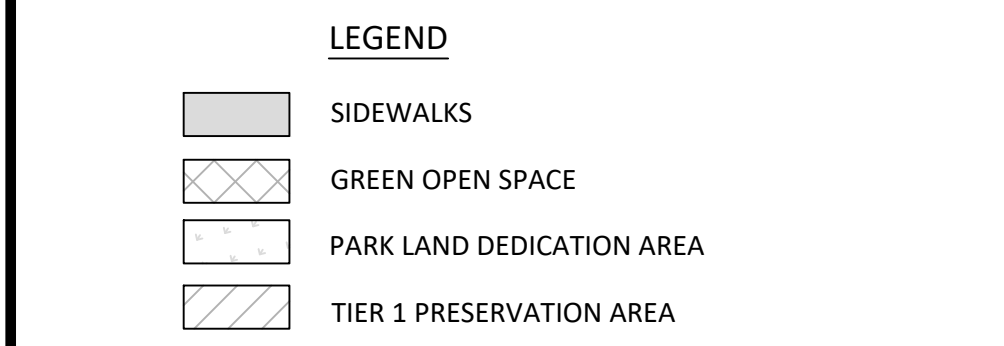 LEGEND
SIDEWALKS
GREEN OPEN SPACE
PARK LAND DEDICATION AREA
TIER 1 PRESERVATION AREA